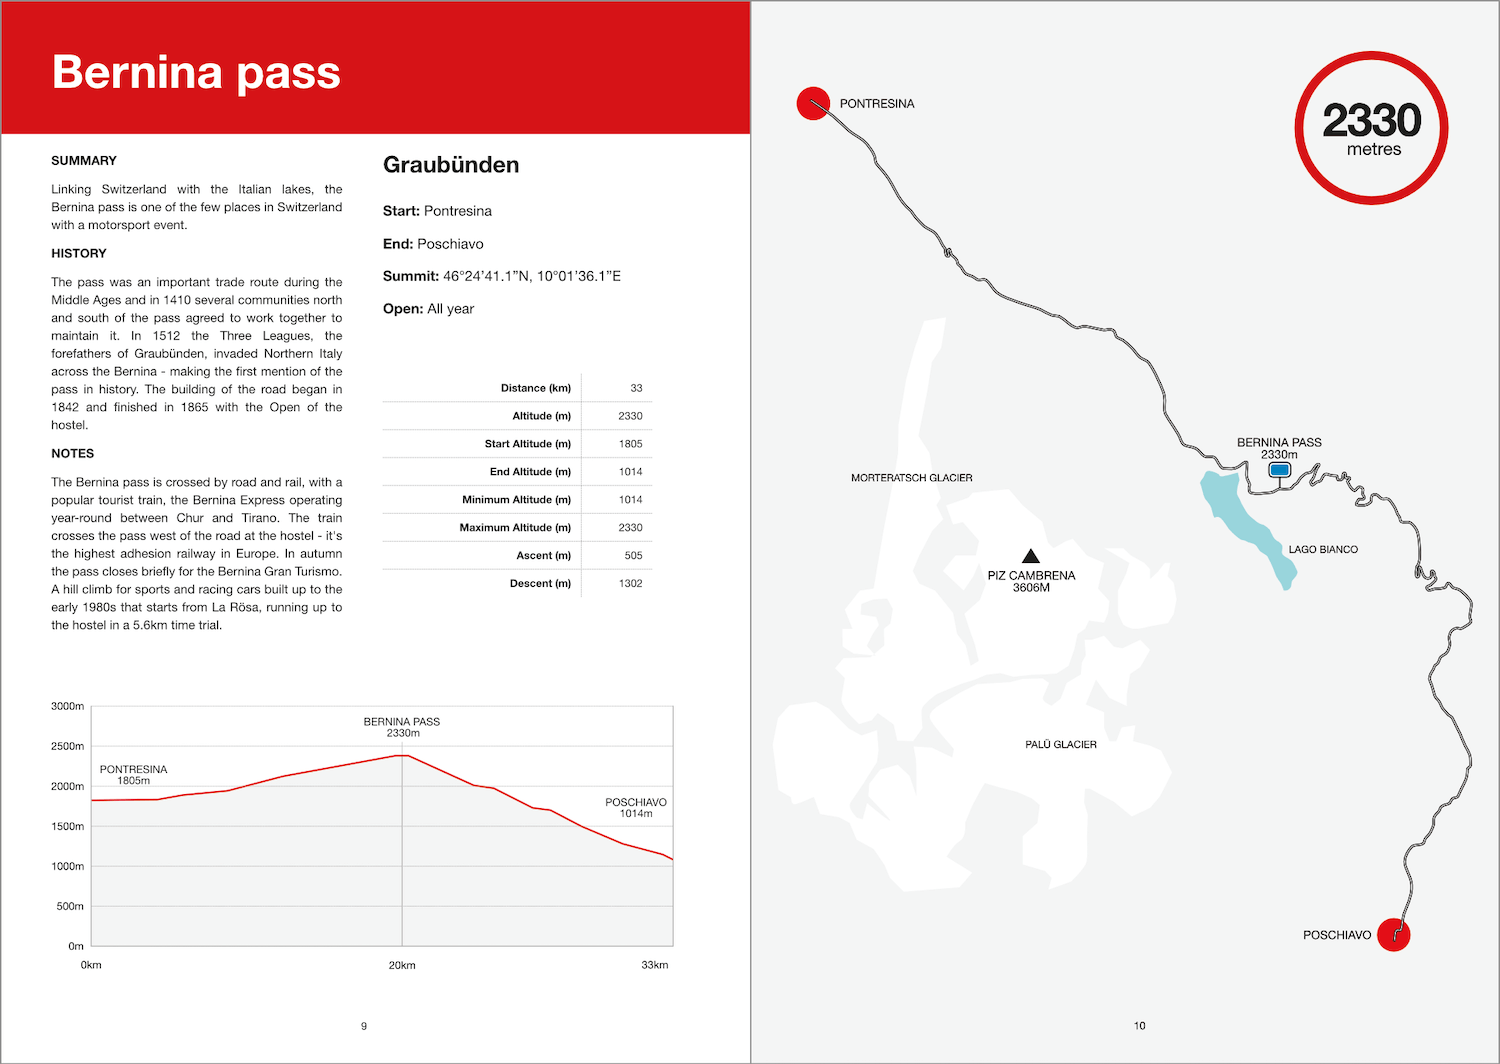 Bernina pass
SUMMARY
Linking Switzerland with the Italian lakes, the
Bernina pass is one of the few places in Switzerland
with a motorsport event.
HISTORY
The pass was an important trade route during the
Middle Ages and in 1410 several communities north
and south of the pass agreed to work together to
maintain it. In 1512 the Three Leagues, the
forefathers of Graubünden, invaded Northern Italy
across the Bernina - making the first mention of the
pass in history. The building of the road began in
1842 and finished in 1865 with the Open of the
hostel.
NOTES
The Bernina pass is crossed by road and rail, with a
popular tourist train, the Bernina Express operating
year-round between Chur and Tirano. The train
crosses the pass west of the road at the hostel - it's
the highest adhesion railway in Europe. In autumn
the pass closes briefly for the Bernina Gran Turismo.
A hill climb for sports and racing cars built up to the
early 1980s that starts from La Rösa, running up to
the hostel in a 5.6km time trial.
Graubünden
Start: Pontresina
End: Poschiavo
Summit: 46°24’41.1”N, 10°01’36.1”E
Open: All year
Distance (km) 33
Altitude (m) 2330
Start Altitude (m) 1805
End Altitude (m) 1014
Minimum Altitude (m) 1014
Maximum Altitude (m) 2330
Ascent (m) 505
Descent (m) 1302
3000m
2500m
2000m
1500m
1000m
500m
0m
PONTRESINA
1805m
BERNINA PASS
2330m
POSCHIAVO
1014m
0km
20km
33km
9
PONTRESINA
2330
metres
BERNINA PASS
2330m
MORTERATSCH GLACIER
LAGO BIANCO
PIZ CAMBRENA
3606M
PALÜ GLACIER
POSCHIAVO
10